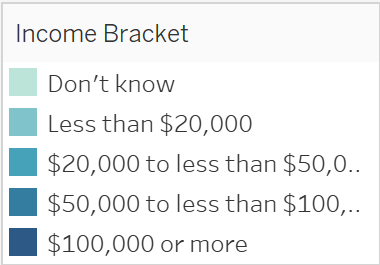 Income Bracket
Don't know
Less than $20,000
$20,000 to less than $50,0..
$50,000 to less than $100,..
$100,000 or more